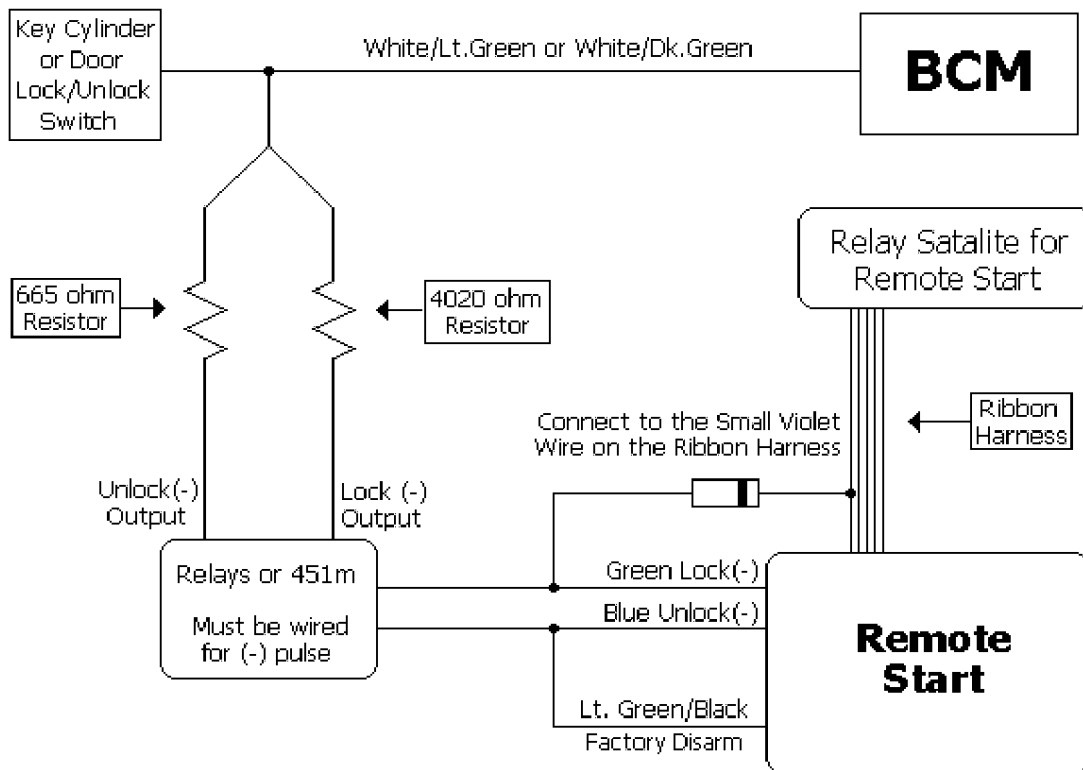 Key Cylinder
or Door
Lock/Unlock
Switch
White/Lt.Green or White/Dk.Green
BCM
Relay Satalite for
Remote Start
665 ohm
Resistor
4020 ohm
Resistor
Connect to the Small Violet
Wire on the Ribbon Harness
Ribbon
Harness
Unlock(-)
Output
Lock (-)
Output
Relays or 451m
Must be wired
for (-) pulse
Green Lock(-)
Blue Unlock(-)
Lt. Green/Black
Factory Disarm
Remote
Start